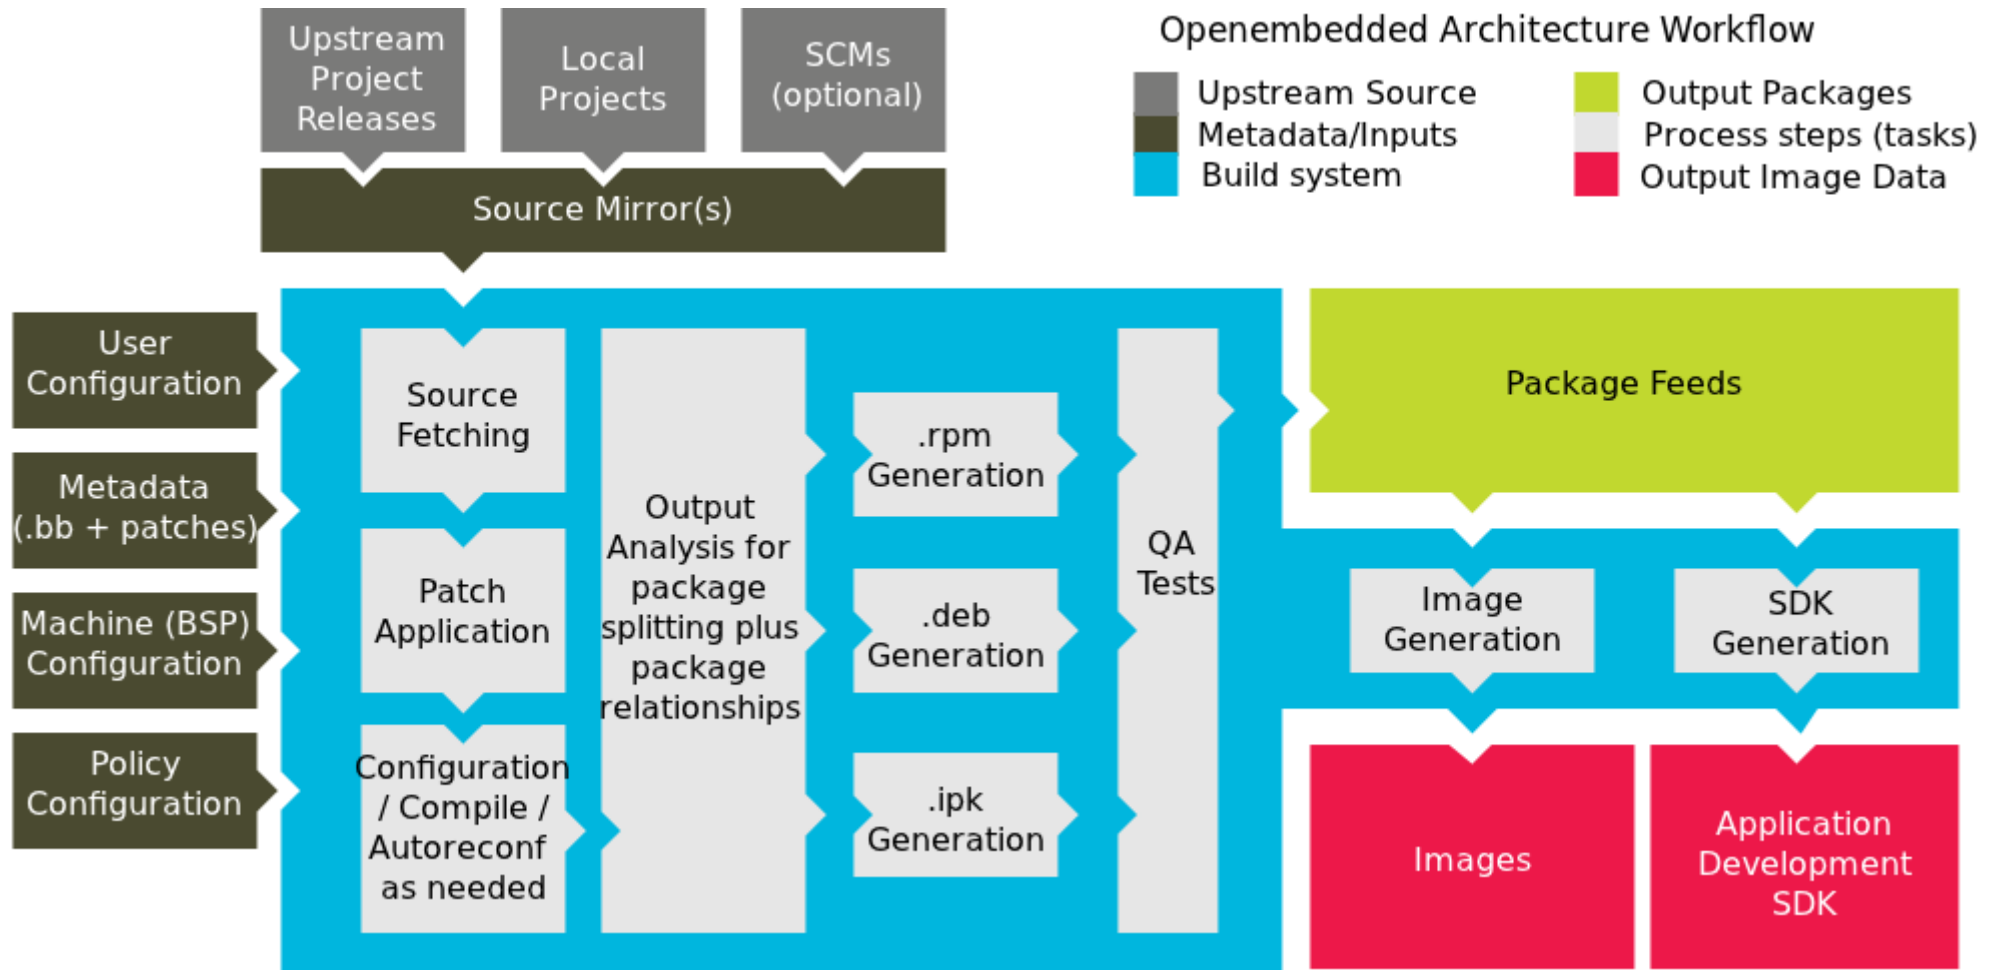 Openembedded Architecture Workflow
Upstream Source
Metadata/Inputs
Build system
Output Packages
Process steps (tasks)
Output Image Data
Upstream
Project
Releases
Local
Projects
SCMs
(optional)
Source Mirror(s)
User
Configuration
Metadata
(.bb + patches)
Machine (BSP)
Configuration
Policy
Configuration
Source
Fetching
Patch
Application
Configuration
/ Compile /
Autoreconf
as needed
Output
Analysis for
package
splitting plus
package
relationships
.rpm
Generation
.deb
Generation
.ipk
Generation
QA
Tests
Package Feeds
Image
Generation
SDK
Generation
Images
Application
Development
SDK